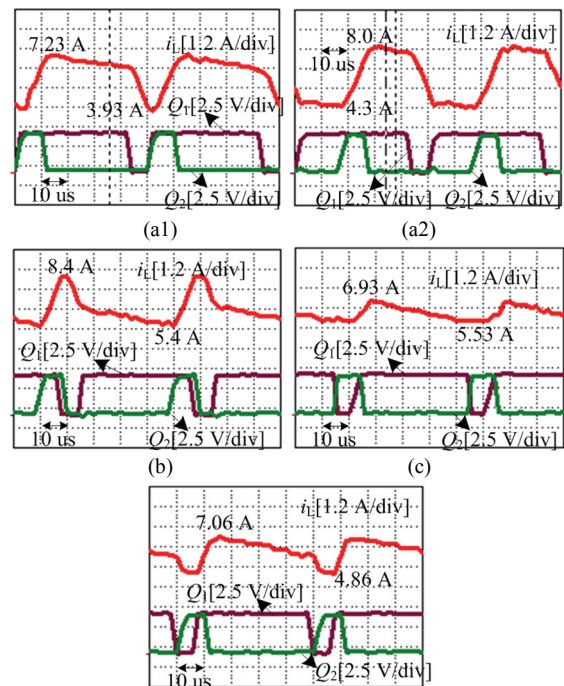 7.23 A
iL[1.2 A/div]
3.93 A
Q1[2.5 V/div]
10 us
Q2[2.5 V/div]
(a1)
8.0 A
iL[1.2 A/div]
10 us
4.3 A
Q1[2.5 V/div]
Q2[2.5 V/div]
(a2)
8.4 A
iL[1.2 A/div]
5.4 A
Q1[2.5 V/div]
10 us
Q2[2.5 V/div]
(b)
6.93 A
iL[1.2 A/div]
5.53 A
Q1[2.5 V/div]
10 us
Q2[2.5 V/div]
(c)
7.06 A
iL[1.2 A/div]
4.86 A
Q1[2.5 V/div]
10 us
Q2[2.5 V/div]